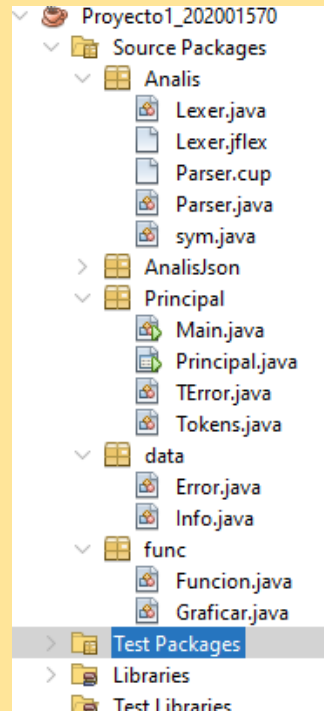 Proyecto1_202001570
Source Packages
Analis
Lexer.java
Lexer.jflex
Parser.cup
Parser.java
sym.java
AnalisJson
Principal
Main.java
Principal.java
TError.java
Tokens.java
data
Error.java
Info.java
func
Funcion.java
Graficar.java
Test Packages
Libraries
Test Libraries